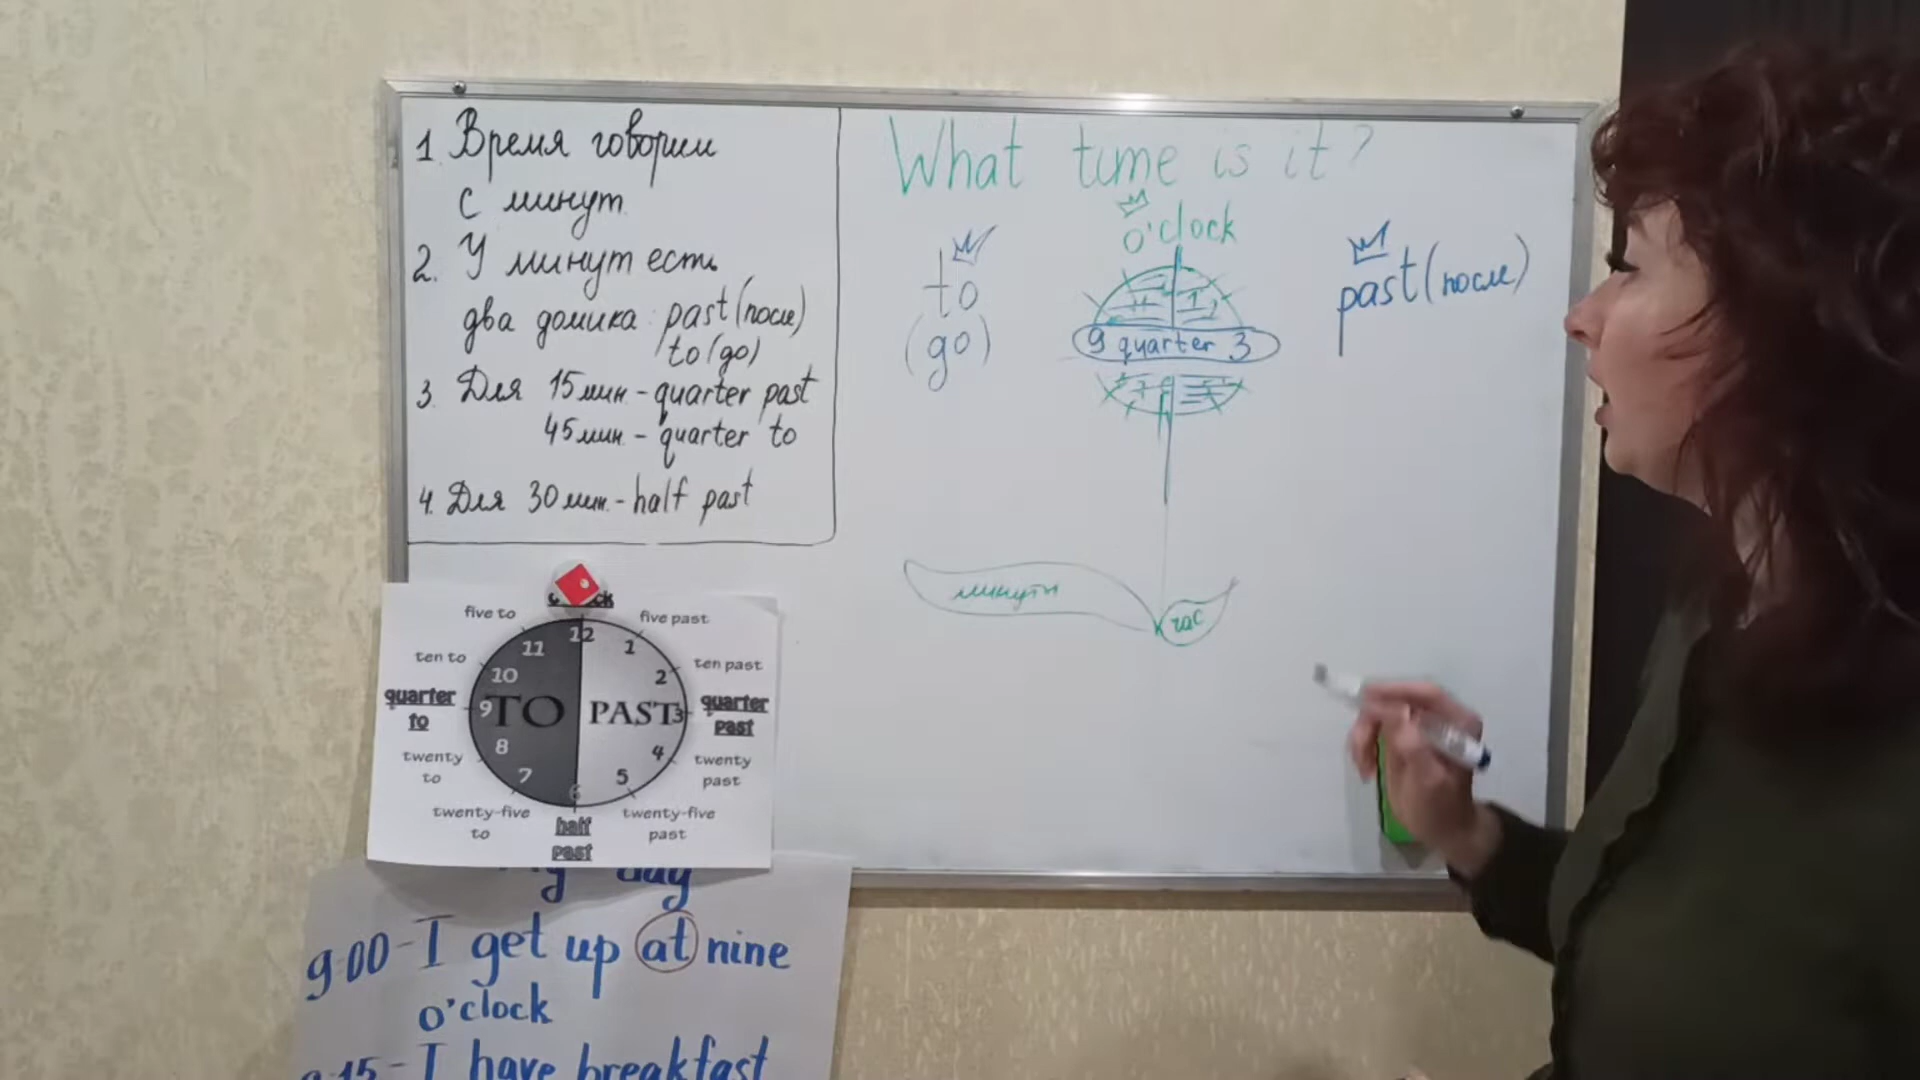 1. Время говорим
с минут.
2. У минут есть
два домика: past (после)
to (go)
3. Для 15 мин - quarter past
45 мин. - quarter to
4. Для 30 мин. - half past
What time is it?
o'clock
to
(go)
past (после)
9 quarter 3
минуты
час
five to
five past
12
11
1
ten to
10
2
ten past
quarter
to
9
TO
PAST
3
quarter
past
8
4
twenty
to
7
5
twenty
past
6
twenty-five
to
half
past
twenty-five
past
day
9:00 - I get up at nine
o'clock
I have breakfast